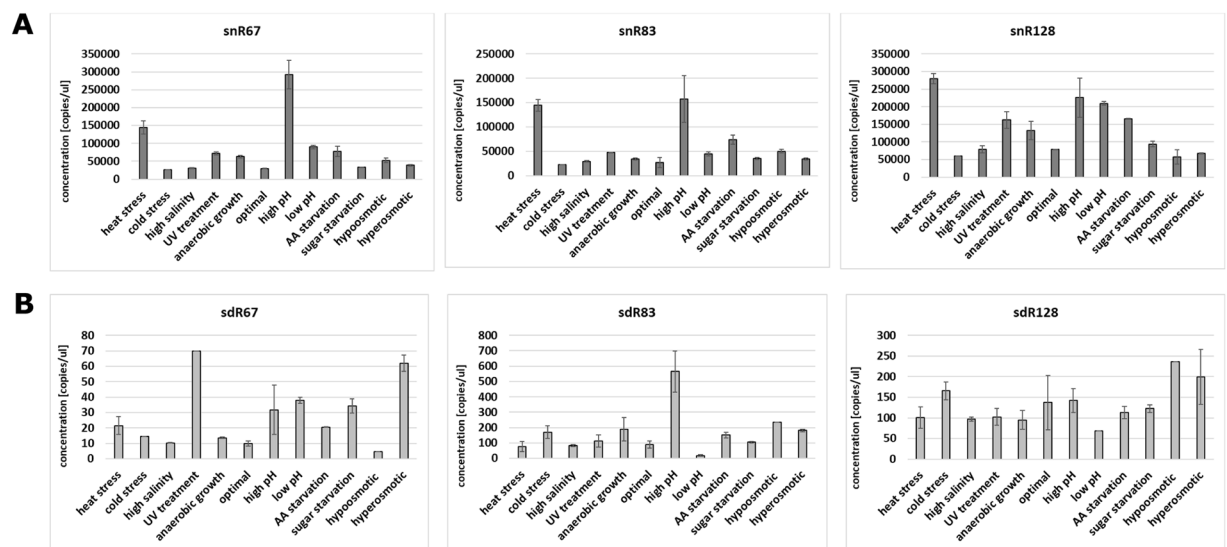 A
snR67
concentration [copies/ul]
350000
300000
250000
200000
150000
100000
50000
0
heat stress
cold stress
high salinity
UV treatment
anaerobic growth
optimal
high pH
low pH
AA starvation
sugar starvation
hypoosmotic
hyperosmotic
snR83
concentration [copies/ul]
250000
200000
150000
100000
50000
0
heat stress
cold stress
high salinity
UV treatment
anaerobic growth
optimal
high pH
low pH
AA starvation
sugar starvation
hypoosmotic
hyperosmotic
snR128
concentration [copies/ul]
350000
300000
250000
200000
150000
100000
50000
0
heat stress
cold stress
high salinity
UV treatment
anaerobic growth
optimal
high pH
low pH
AA starvation
sugar starvation
hypoosmotic
hyperosmotic
B
sdR67
concentration [copies/ul]
80
70
60
50
40
30
20
10
0
heat stress
cold stress
high salinity
UV treatment
anaerobic growth
optimal
high pH
low pH
AA starvation
sugar starvation
hypoosmotic
hyperosmotic
sdR83
concentration [copies/ul]
800
700
600
500
400
300
200
100
0
heat stress
cold stress
high salinity
UV treatment
anaerobic growth
optimal
high pH
low pH
AA starvation
sugar starvation
hypoosmotic
hyperosmotic
sdR128
concentration [copies/ul]
300
250
200
150
100
50
0
heat stress
cold stress
high salinity
UV treatment
anaerobic growth
optimal
high pH
low pH
AA starvation
sugar starvation
hypoosmotic
hyperosmotic